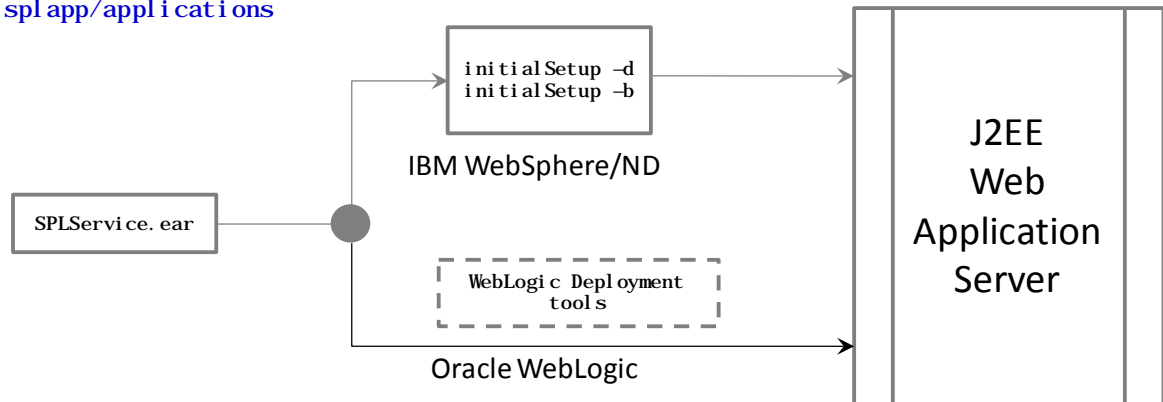 splapp/applications
initialSetup –d
initialSetup –b
IBM WebSphere/ND
SPLService.ear
WebLogic Deployment
tools
Oracle WebLogic
J2EE
Web
Application
Server